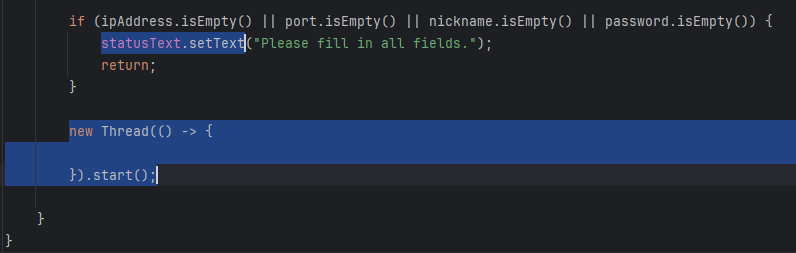 if (ipAddress.isEmpty() || port.isEmpty() || nickname.isEmpty() || password.isEmpty()) {
statusText.setText("Please fill in all fields.");
return;
}
new Thread(() -> {
}).start();
}
}